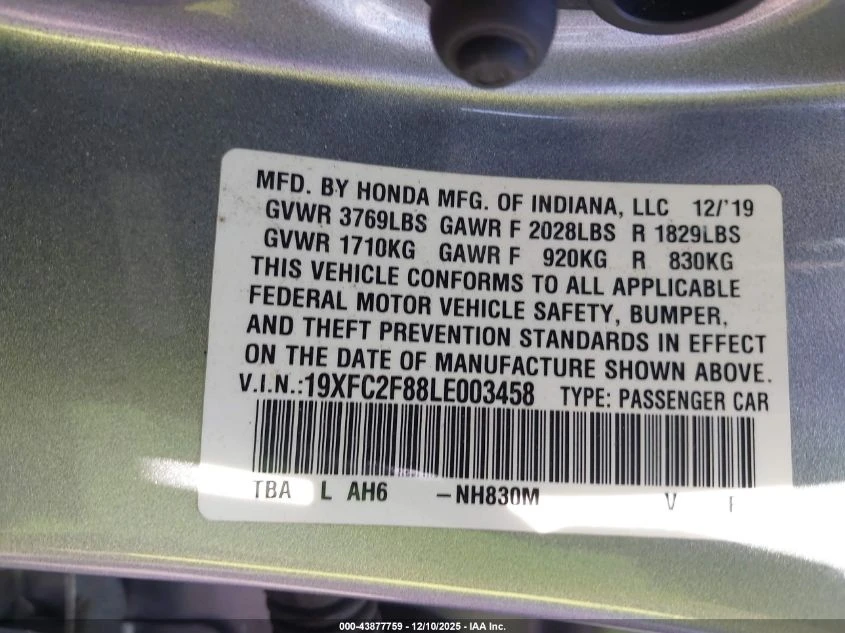 MFD. BY HONDA MFG. OF INDIANA, LLC 12/'19
GVWR 3769LBS GAWR F 2028LBS R 1829LBS
GVWR 1710KG GAWR F 920KG R 830KG
THIS VEHICLE CONFORMS TO ALL APPLICABLE
FEDERAL MOTOR VEHICLE SAFETY, BUMPER,
AND THEFT PREVENTION STANDARDS IN EFFECT
ON THE DATE OF MANUFACTURE SHOWN ABOVE.
V.I.N.:19XFC2F88LE003458 TYPE: PASSENGER CAR
TBA L AH6 -NH830M V
000-43877759 - 12/10/2025 - IAA Inc.